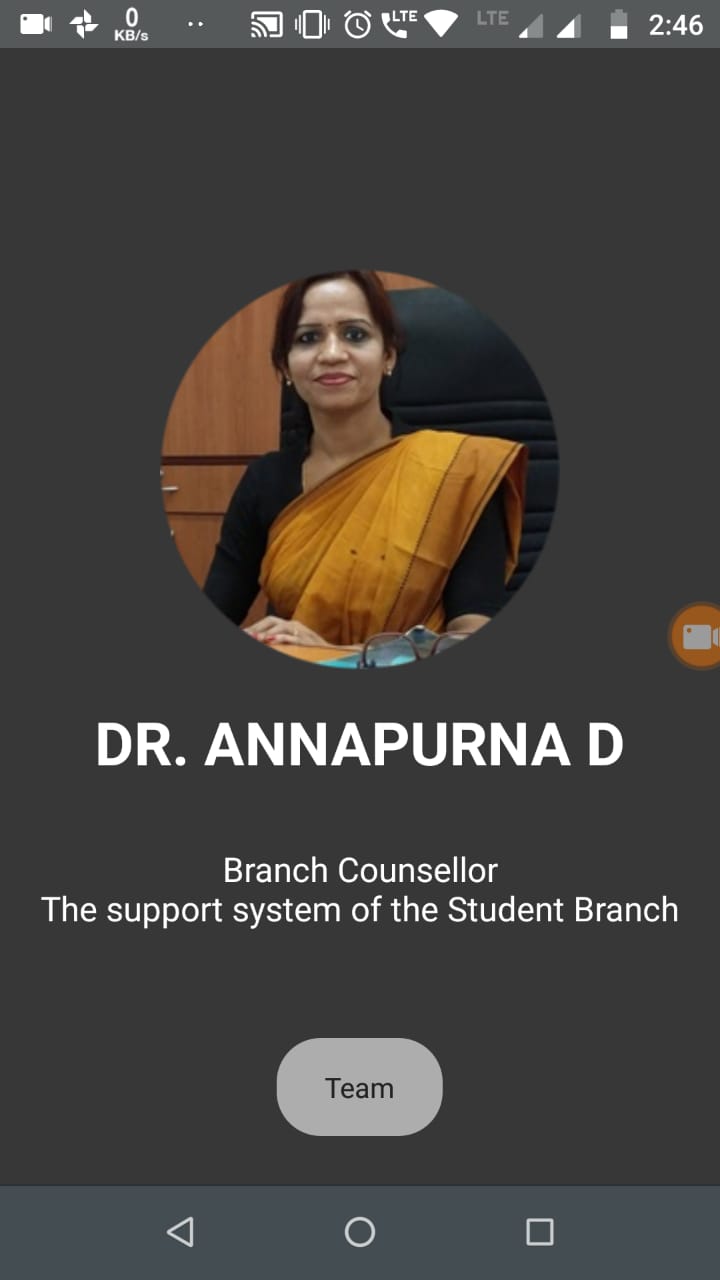 0
KB/s
LTE
LTE
2:46
DR. ANNAPURNA D
Branch Counsellor
The support system of the Student Branch
Team